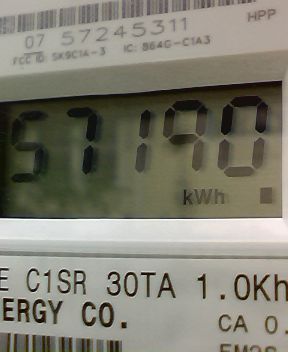 07 57245311 HPP
FCC ID: SK9C1A-3 IC: 864G-C1A3
57190
kWh
E C1SR 30TA 1.0Kh
ERGY CO. CA 0.